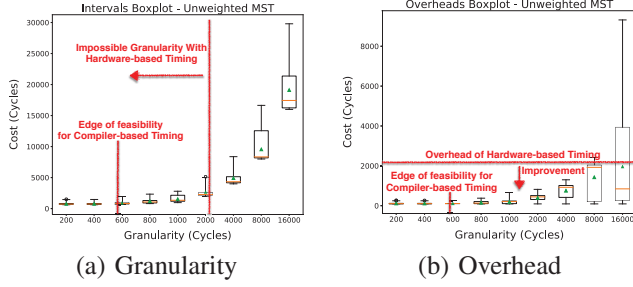 Intervals Boxplot - Unweighted MST
Impossible Granularity With
Hardware-based Timing
Edge of feasibility
for Compiler-based Timing
Cost (Cycles)
30000
25000
20000
15000
10000
5000
0
200 400 600 800 1000 2000 4000 8000 16000
Granularity (Cycles)
(a) Granularity
Overheads Boxplot - Unweighted MST
Overhead of Hardware-based Timing
Improvement
Edge of feasibility for
Compiler-based Timing
Cost (Cycles)
8000
6000
4000
2000
0
200 400 600 800 1000 2000 4000 8000 16000
Granularity (Cycles)
(b) Overhead